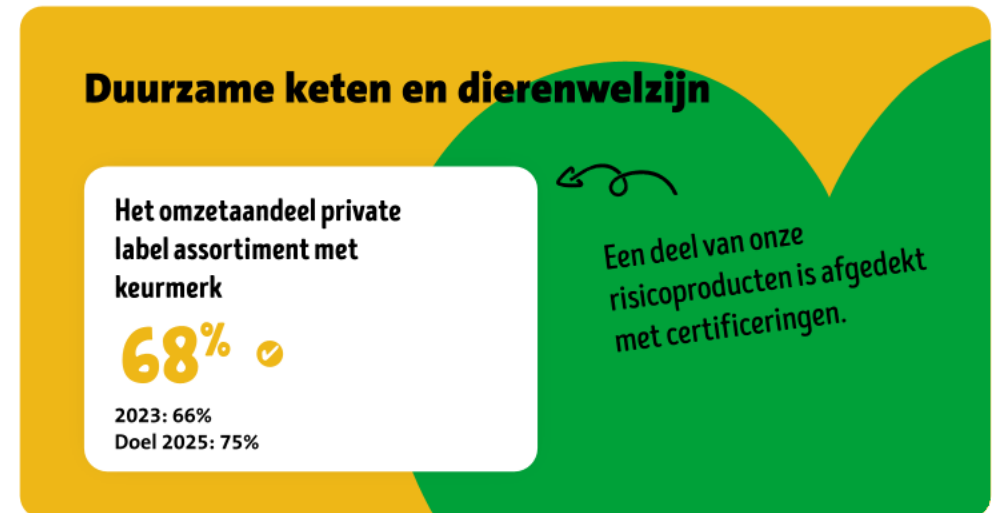 Duurzame keten en dierenwelzijn
Het omzetaandeel private
label assortiment met
keurmerk
68%
2023: 66%
Doel 2025: 75%
Een deel van onze
risicoproducten is afgedekt
met certificeringen.